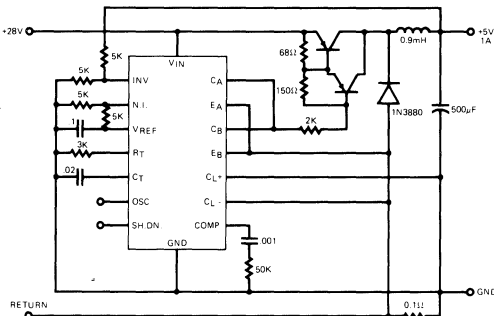 +28V
5K
5K
5K
5K
1
3K
.02
VIN
INV
N.I.
VREF
RT
CT
OSC
SH.DN
GND
CA
EA
CB
EB
CL+
CL-
COMP
68Ω
150Ω
2K
.001
50K
0.9mH
1N3880
500µF
+5V
1A
GND
RETURN
0.1Ω